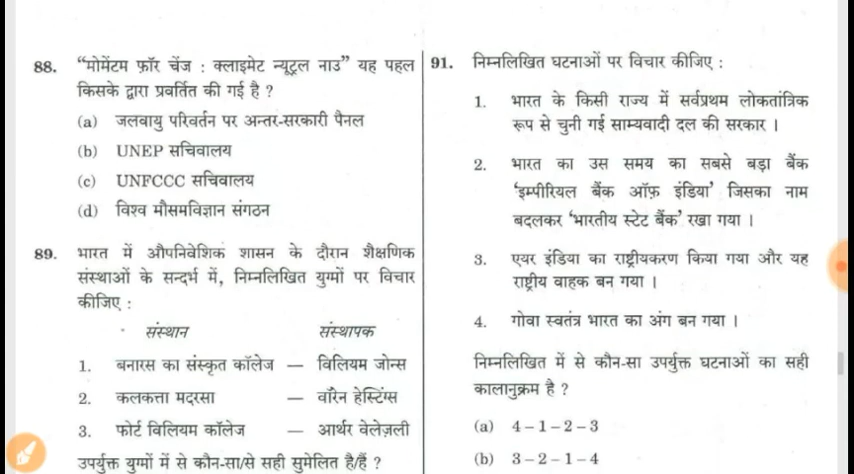 88. “मोमेंटम फ़ॉर चेंज : क्लाइमेट न्यूट्रल नाउ” यह पहल
किसके द्वारा प्रवर्तित की गई है ?
(a) जलवायु परिवर्तन पर अन्तर-सरकारी पैनल
(b) UNEP सचिवालय
(c) UNFCCC सचिवालय
(d) विश्व मौसमविज्ञान संगठन
89. भारत में औपनिवेशिक शासन के दौरान शैक्षणिक
संस्थाओं के सन्दर्भ में, निम्नलिखित युग्मों पर विचार
कीजिए :
संस्थान संस्थापक
1. बनारस का संस्कृत कॉलेज — विलियम जोन्स
2. कलकत्ता मदरसा — वॉरेन हेस्टिंग्स
3. फोर्ट विलियम कॉलेज — आर्थर वेलेज़ली
उपर्युक्त युग्मों में से कौन-सा/से सही सुमेलित है/हैं ?
91. निम्नलिखित घटनाओं पर विचार कीजिए :
1. भारत के किसी राज्य में सर्वप्रथम लोकतांत्रिक
रूप से चुनी गई साम्यवादी दल की सरकार ।
2. भारत का उस समय का सबसे बड़ा बैंक
‘इम्पीरियल बैंक ऑफ़ इंडिया’ जिसका नाम
बदलकर ‘भारतीय स्टेट बैंक’ रखा गया ।
3. एयर इंडिया का राष्ट्रीयकरण किया गया और यह
राष्ट्रीय वाहक बन गया ।
4. गोवा स्वतंत्र भारत का अंग बन गया ।
निम्नलिखित में से कौन-सा उपर्युक्त घटनाओं का सही
कालानुक्रम है ?
(a) 4 – 1 – 2 – 3
(b) 3 – 2 – 1 – 4